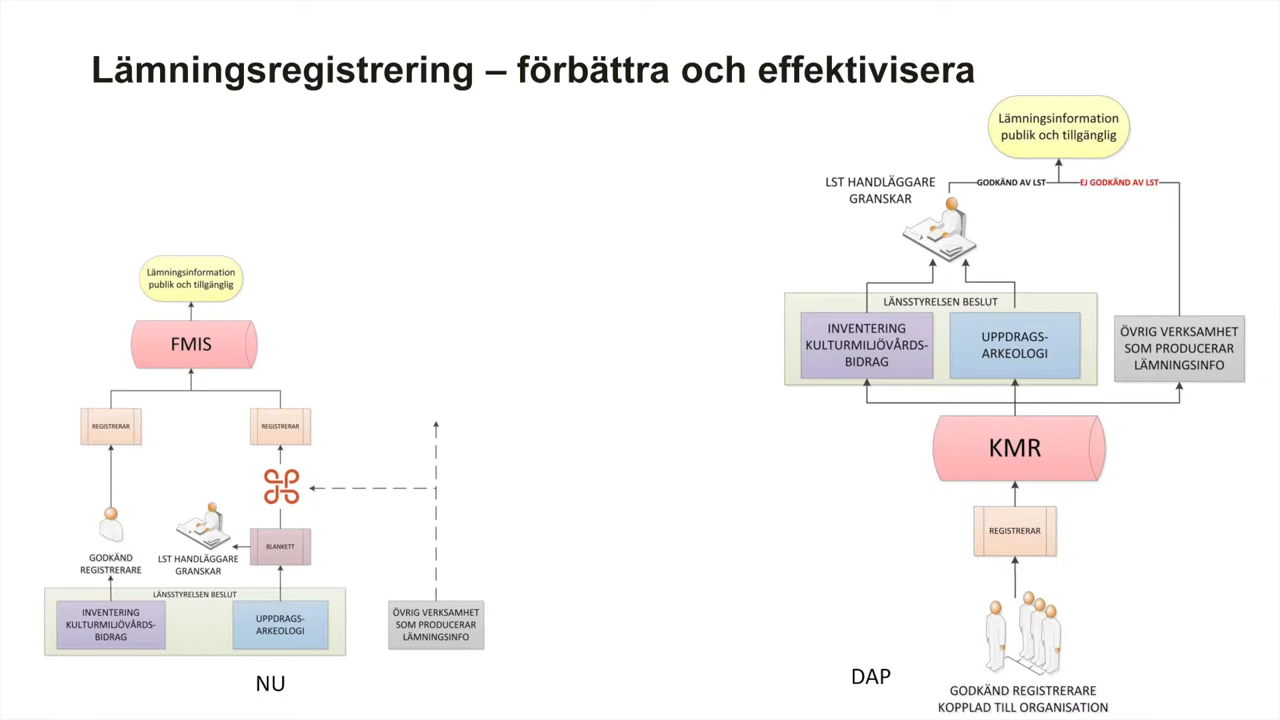 Lämningsregistrering – förbättra och effektivisera
Lämningsinformation
publik och tillgänglig
FMIS
REGISTRERAR
REGISTRERAR
GODKÄND
REGISTRERARE
LST HANDLÄGGARE
GRANSKAR
BLANKETT
LÄNSSTYRELSEN BESLUT
INVENTERING
KULTURMILJÖVÅRDS-
BIDRAG
UPPDRAGS-
ARKEOLOGI
ÖVRIG VERKSAMHET
SOM PRODUCERAR
LÄMNINGSINFO
NU
Lämningsinformation
publik och tillgänglig
LST HANDLÄGGARE
GRANSKAR
GODKÄND AV LST
EJ GODKÄND AV LST
LÄNSSTYRELSEN BESLUT
INVENTERING
KULTURMILJÖVÅRDS-
BIDRAG
UPPDRAGS-
ARKEOLOGI
ÖVRIG VERKSAMHET
SOM PRODUCERAR
LÄMNINGSINFO
KMR
REGISTRERAR
DAP
GODKÄND REGISTRERARE
KOPPLAD TILL ORGANISATION